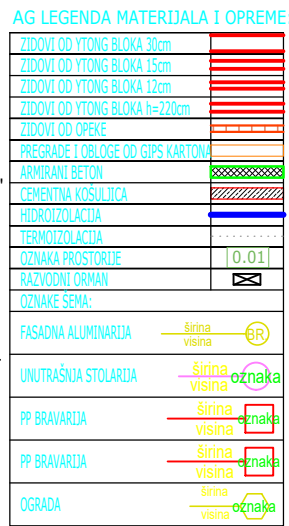 AG LEGENDA MATERIJALA I OPREME
ZIDOVI OD YTONG BLOKA 30cm
ZIDOVI OD YTONG BLOKA 15cm
ZIDOVI OD YTONG BLOKA 12cm
ZIDOVI OD YTONG BLOKA h=220cm
ZIDOVI OD OPEKE
PREGRADE I OBLOGE OD GIPS KARTONA
ARMIRANI BETON
CEMENTNA KOŠULJICA
HIDROIZOLACIJA
TERMOIZOLACIJA
OZNAKA PROSTORIJE 0.01
RAZVODNI ORMAN
OZNAKE ŠEMA:
FASADNA ALUMINARIJA širina visina BR
UNUTRAŠNJA STOLARIJA širina visina oznaka
PP BRAVARIJA širina visina oznaka
PP BRAVARIJA širina visina oznaka
OGRADA širina visina oznaka